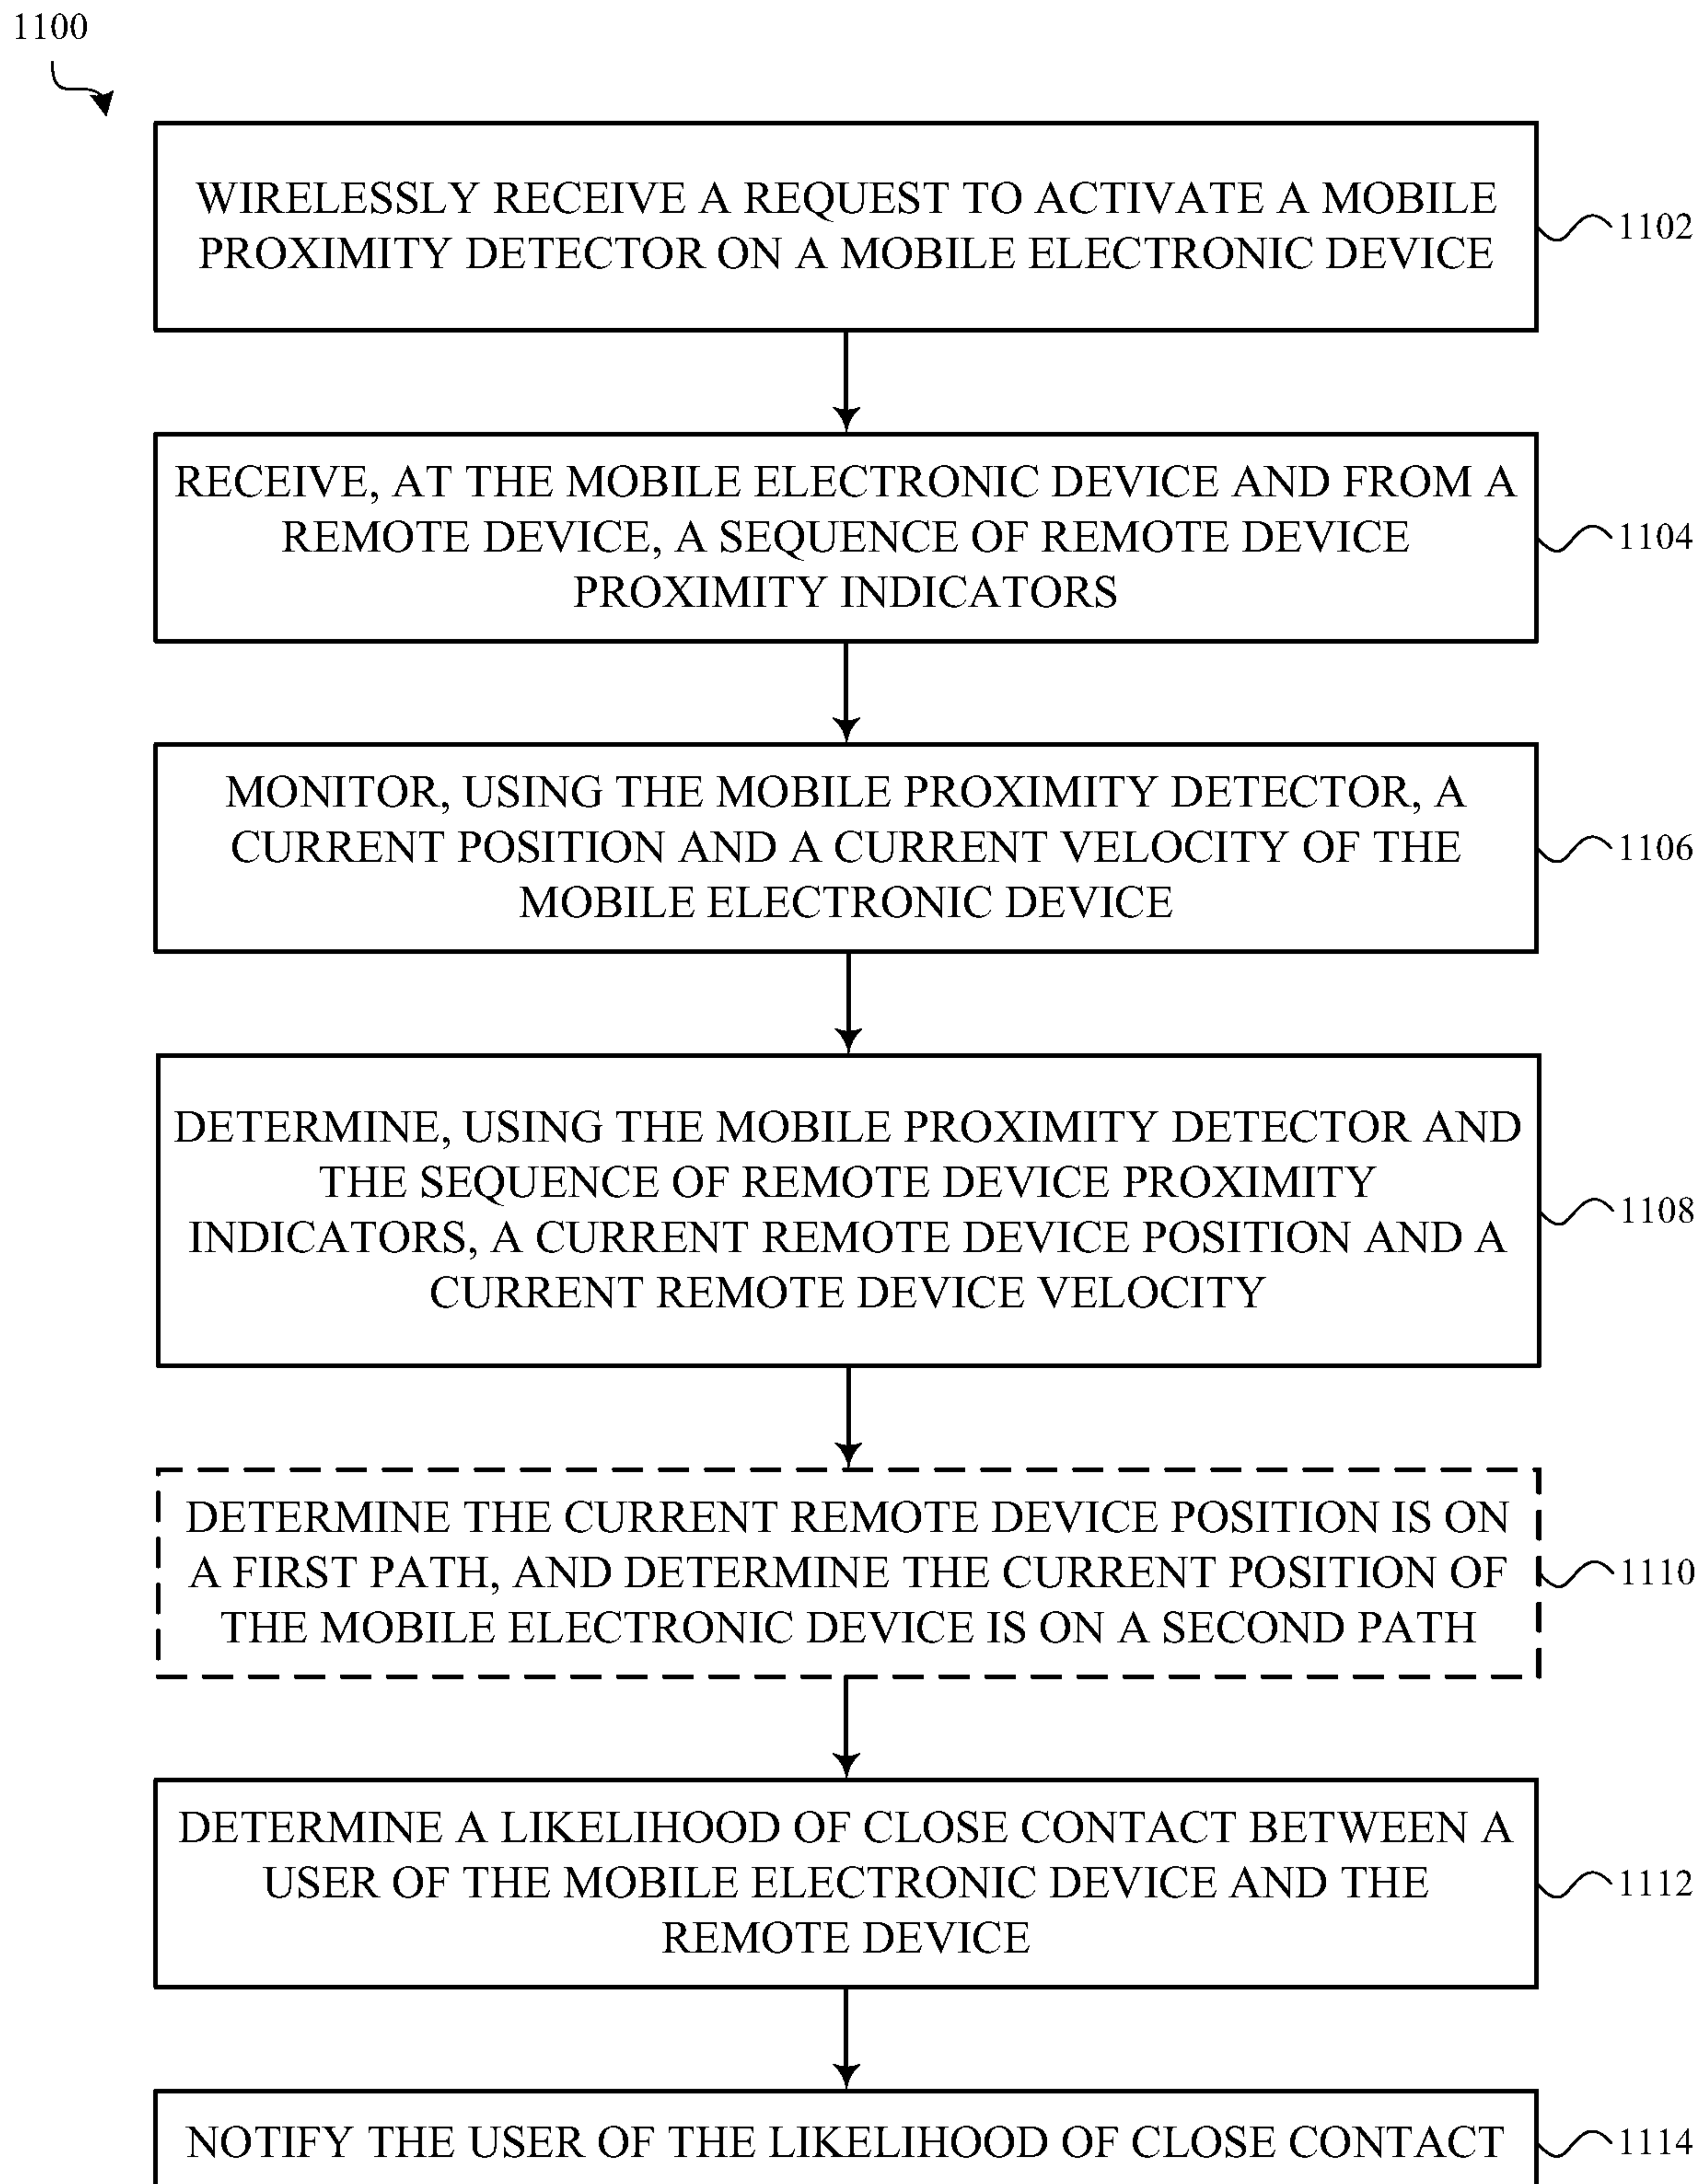 1100
WIRELESSLY RECEIVE A REQUEST TO ACTIVATE A MOBILE
PROXIMITY DETECTOR ON A MOBILE ELECTRONIC DEVICE
1102
RECEIVE, AT THE MOBILE ELECTRONIC DEVICE AND FROM A
REMOTE DEVICE, A SEQUENCE OF REMOTE DEVICE
PROXIMITY INDICATORS
1104
MONITOR, USING THE MOBILE PROXIMITY DETECTOR, A
CURRENT POSITION AND A CURRENT VELOCITY OF THE
MOBILE ELECTRONIC DEVICE
1106
DETERMINE, USING THE MOBILE PROXIMITY DETECTOR AND
THE SEQUENCE OF REMOTE DEVICE PROXIMITY
INDICATORS, A CURRENT REMOTE DEVICE POSITION AND A
CURRENT REMOTE DEVICE VELOCITY
1108
DETERMINE THE CURRENT REMOTE DEVICE POSITION IS ON
A FIRST PATH, AND DETERMINE THE CURRENT POSITION OF
THE MOBILE ELECTRONIC DEVICE IS ON A SECOND PATH
1110
DETERMINE A LIKELIHOOD OF CLOSE CONTACT BETWEEN A
USER OF THE MOBILE ELECTRONIC DEVICE AND THE
REMOTE DEVICE
1112
NOTIFY THE USER OF THE LIKELIHOOD OF CLOSE CONTACT
1114